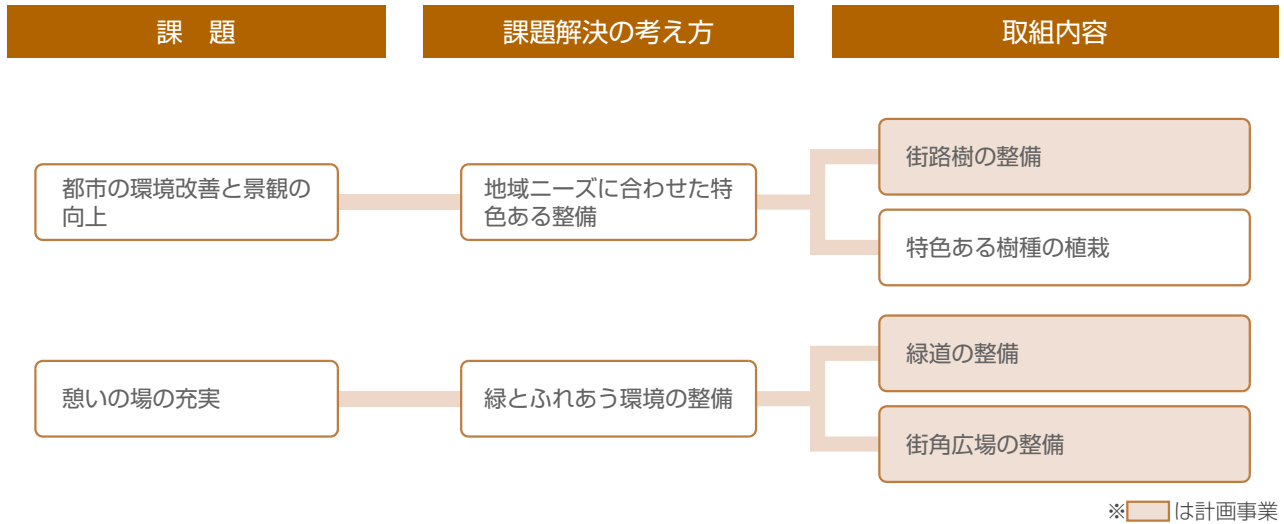 課 題
課題解決の考え方
取組内容
都市の環境改善と景観の
向上
地域ニーズに合わせた特
色ある整備
街路樹の整備
特色ある樹種の植栽
憩いの場の充実
緑とふれあう環境の整備
緑道の整備
街角広場の整備
※ は計画事業